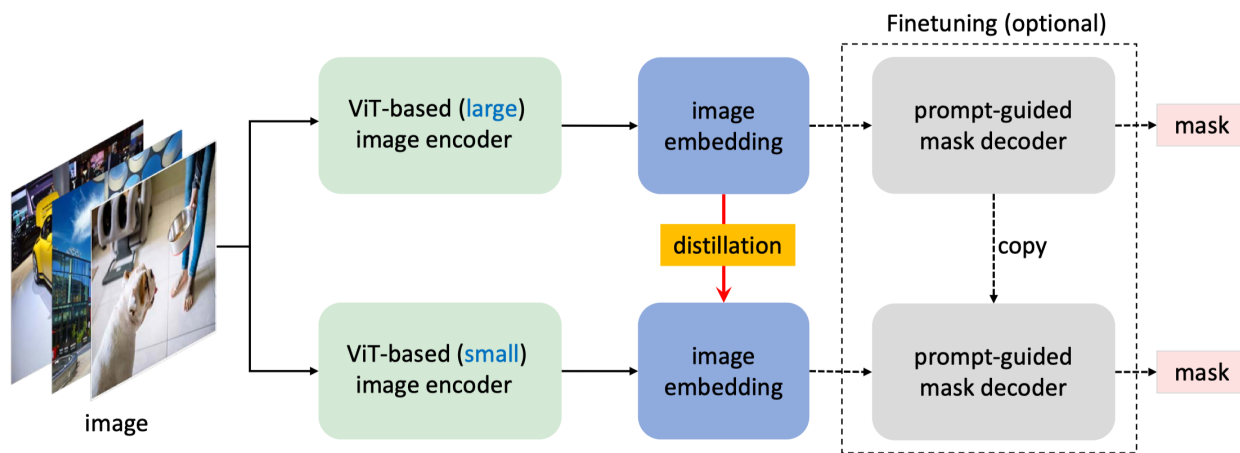 Finetuning (optional)
ViT-based (large)
image encoder
image
embedding
prompt-guided
mask decoder
mask
distillation
copy
ViT-based (small)
image encoder
image
embedding
prompt-guided
mask decoder
mask
image